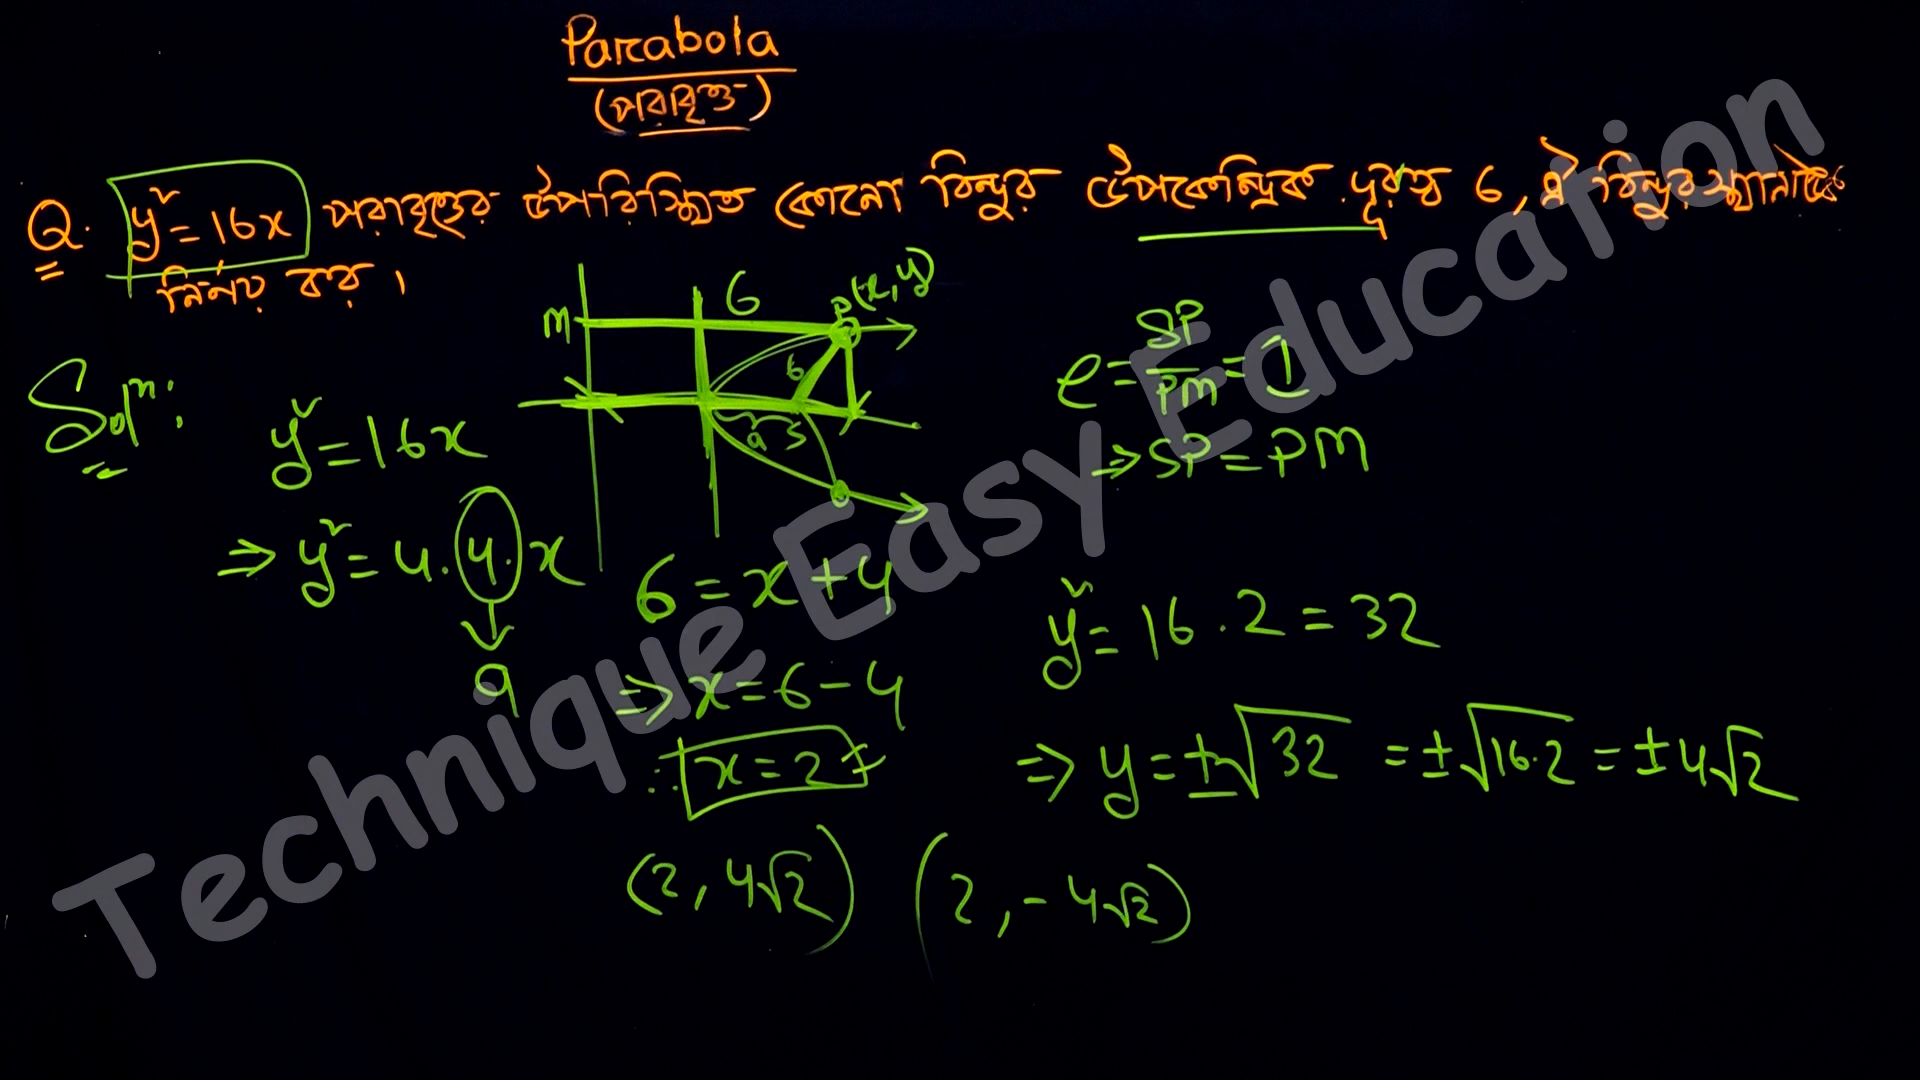 Parabola
(পরাবৃত্ত)
Q. y² = 16x পরাবৃত্তের উপরিস্থিত কোনো বিন্দুর উপকেন্দ্রিক দূরত্ব 6, ঐ বিন্দুর স্থানাঙ্ক
নির্ণয় কর।
Solⁿ:
y² = 16x
⇒ y² = 4.4.x
a
M 6 P(x, y)
6
a S
e = SP/PM = 1
⇒ SP = PM
6 = x + 4
⇒ x = 6 - 4
∴ x = 2
y² = 16.2 = 32
⇒ y = ±√32 = ±√16.2 = ±4√2
(2, 4√2) (2, -4√2)
Technique Easy Education